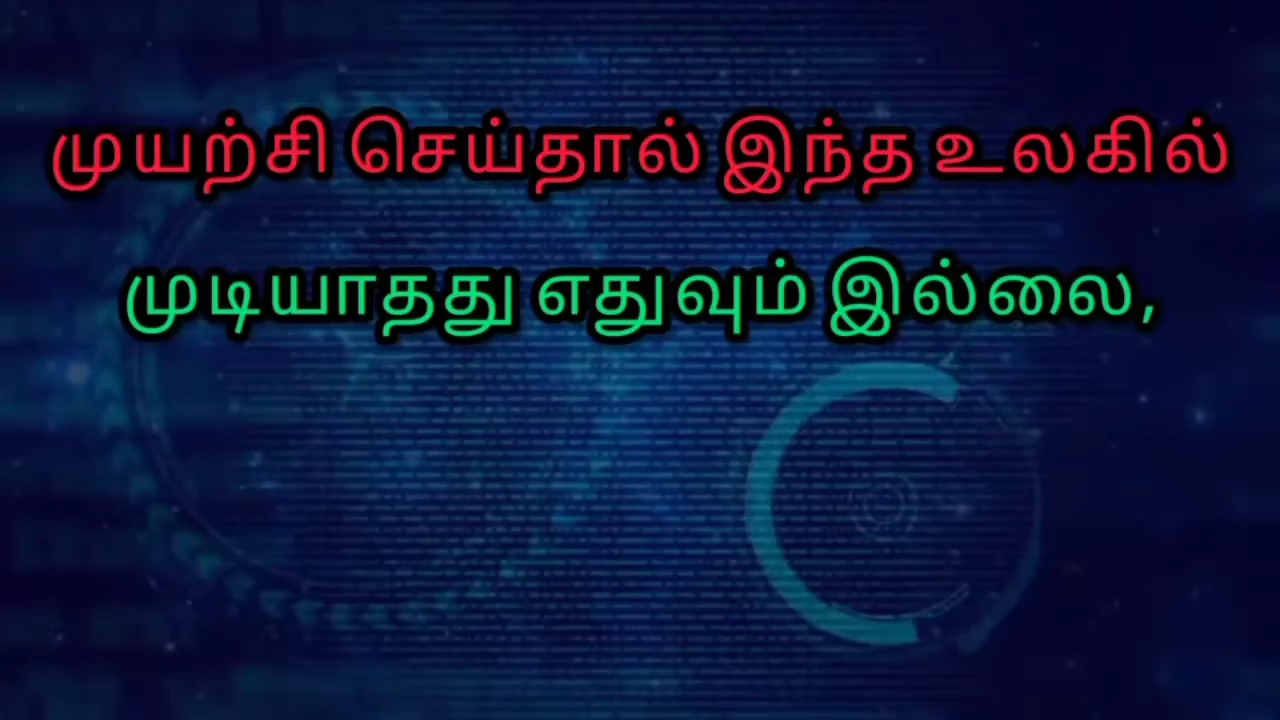 முயற்சி செய்தால் இந்த உலகில்
முடியாதது எதுவும் இல்லை,